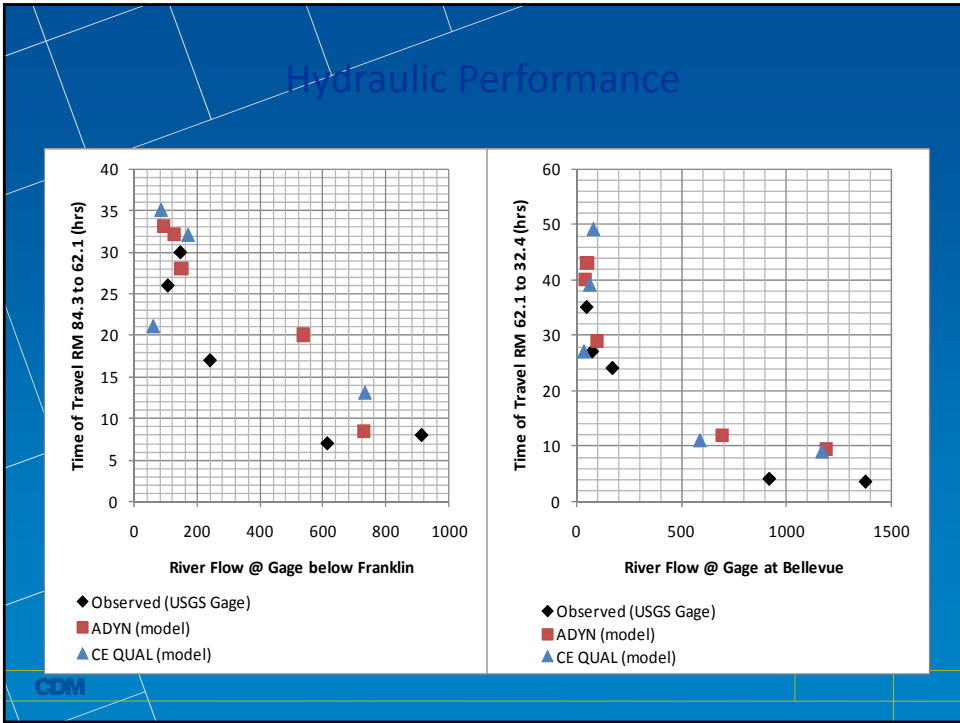 Hydraulic Performance
Time of Travel RM 84.3 to 62.1 (hrs)
40
35
30
25
20
15
10
5
0
0 200 400 600 800 1000
River Flow @ Gage below Franklin
◆ Observed (USGS Gage)
■ ADYN (model)
▲ CE QUAL (model)
Time of Travel RM 62.1 to 32.4 (hrs)
60
50
40
30
20
10
0
0 500 1000 1500
River Flow @ Gage at Bellevue
◆ Observed (USGS Gage)
■ ADYN (model)
▲ CE QUAL (model)
CDM